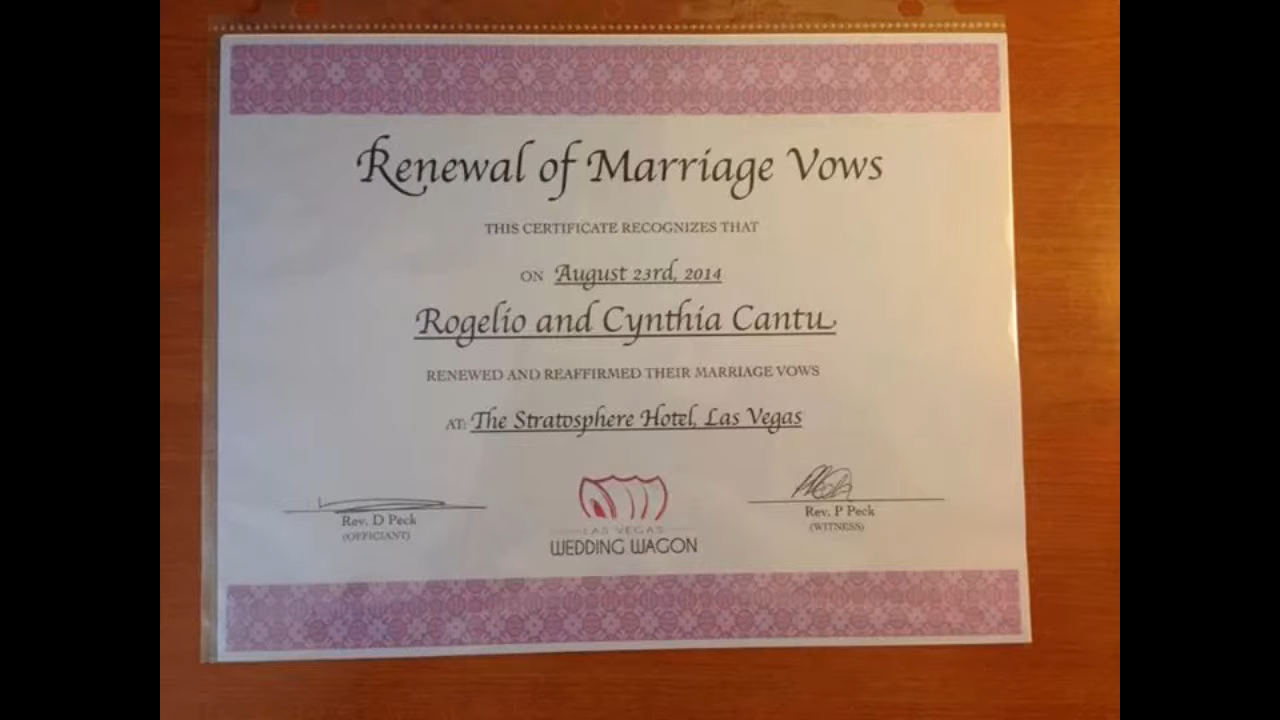 Renewal of Marriage Vows
THIS CERTIFICATE RECOGNIZES THAT
ON August 23rd, 2014
Rogelio and Cynthia Cantu
RENEWED AND REAFFIRMED THEIR MARRIAGE VOWS
AT: The Stratosphere Hotel, Las Vegas
Rev. D Peck
(OFFICIANT)
LAS VEGAS
WEDDING WAGON
Rev. P Peck
(WITNESS)